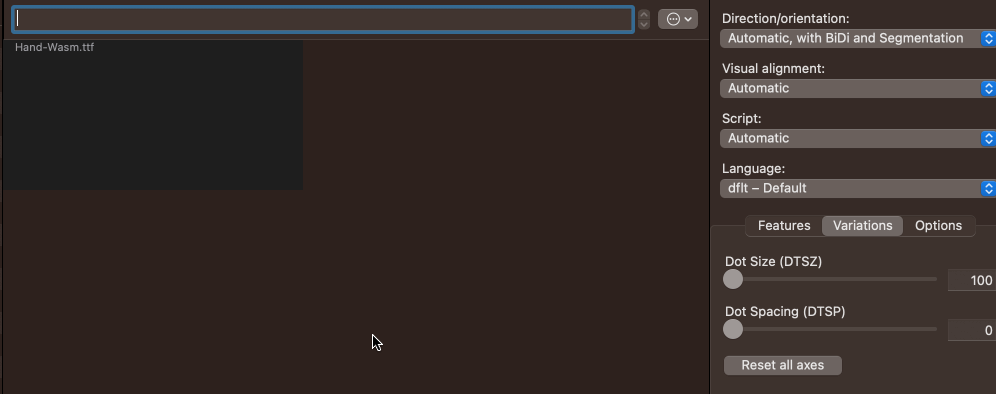 Hand-Wasm.ttf
Direction/orientation:
Automatic, with BiDi and Segmentation
Visual alignment:
Automatic
Script:
Automatic
Language:
dflt – Default
Features Variations Options
Dot Size (DTSZ)
100
Dot Spacing (DTSP)
0
Reset all axes